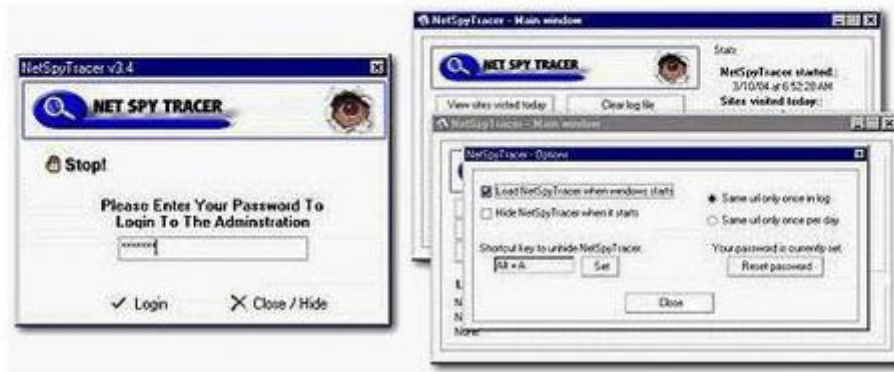 NetSpyTracer v3.4
NET SPY TRACER
Stop!
Please Enter Your Password To
Login To The Adminstration
*******
Login
Close / Hide
NetSpyTracer - Main window
NET SPY TRACER
Stats
NetSpyTracer started.:
3/10/04 at 6:52:28 AM
Sites visited today.:
View sites visited today
Clear log file
NetSpyTracer - Main window
NetSpyTracer - Options
Load NetSpyTracer when windows starts
Hide NetSpyTracer when it starts
Same url only once in log
Same url only once per day
Shortcut key to unhide NetSpyTracer
Alt + A
Set
Your password is currently set.
Reset password
Close
L
N
N
None